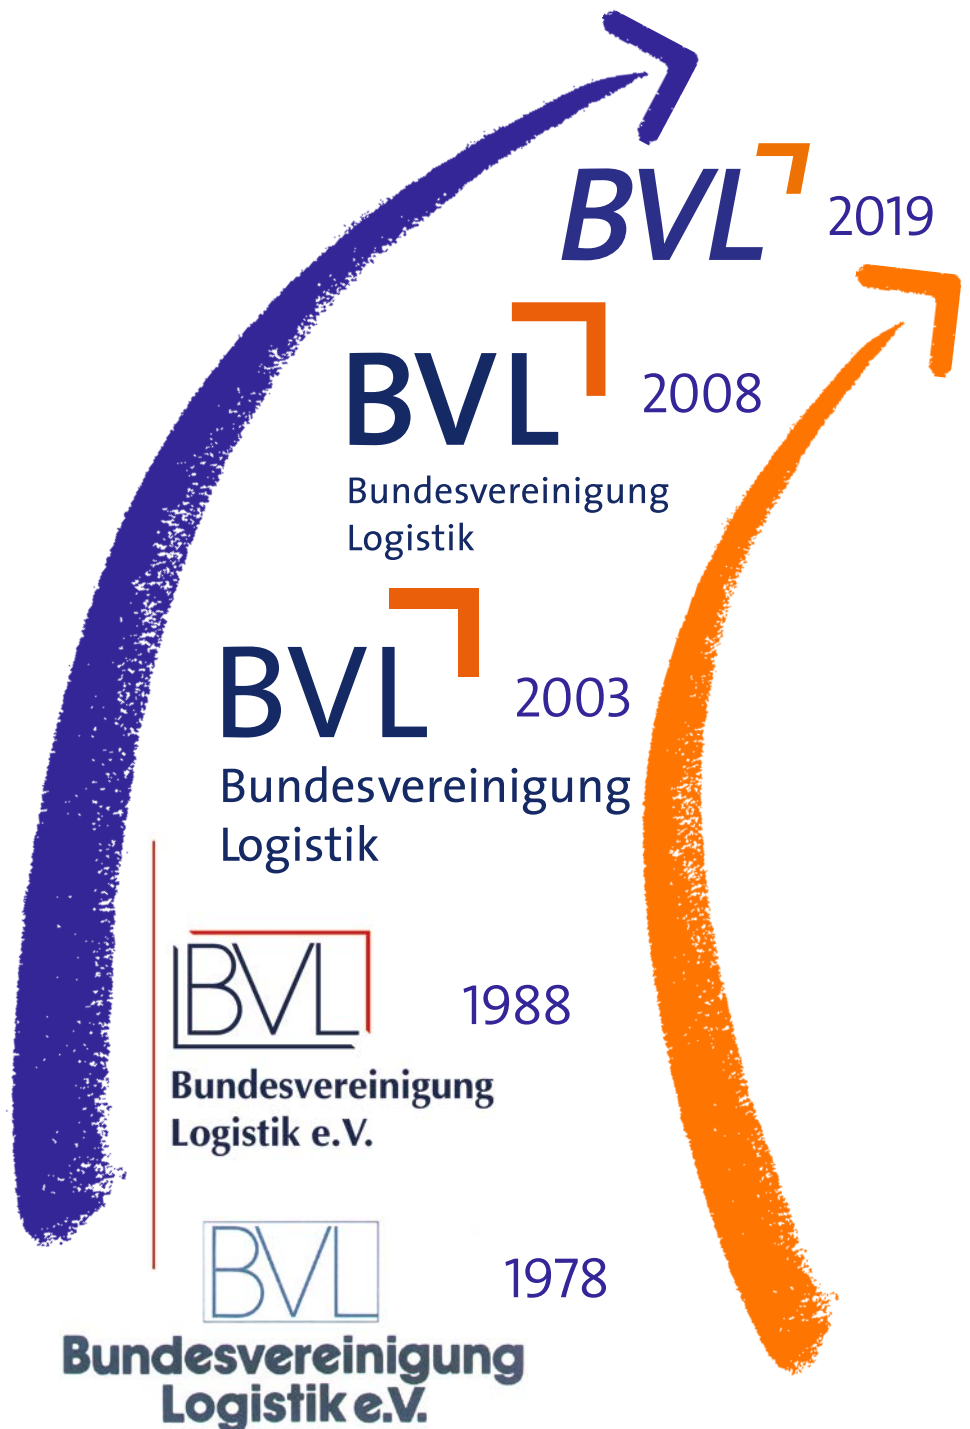 BVL
2019
BVL
2008
Bundesvereinigung
Logistik
BVL
2003
Bundesvereinigung
Logistik
BVL
1988
Bundesvereinigung
Logistik e.V.
BVL
1978
Bundesvereinigung
Logistik e.V.